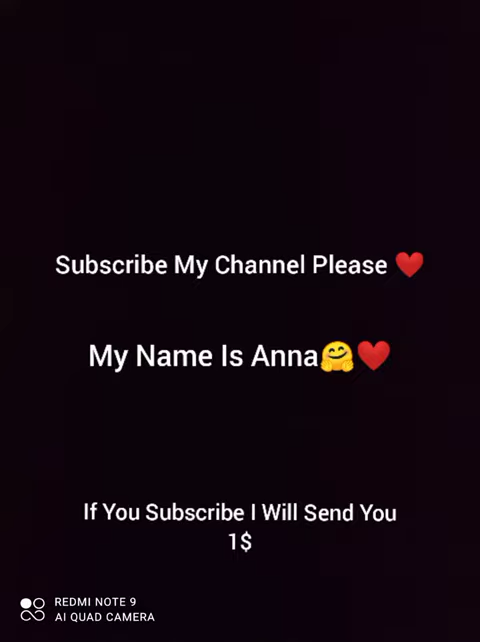 Subscribe My Channel Please ❤️
My Name Is Anna🤗❤️
If You Subscribe I Will Send You
1$
REDMI NOTE 9
AI QUAD CAMERA